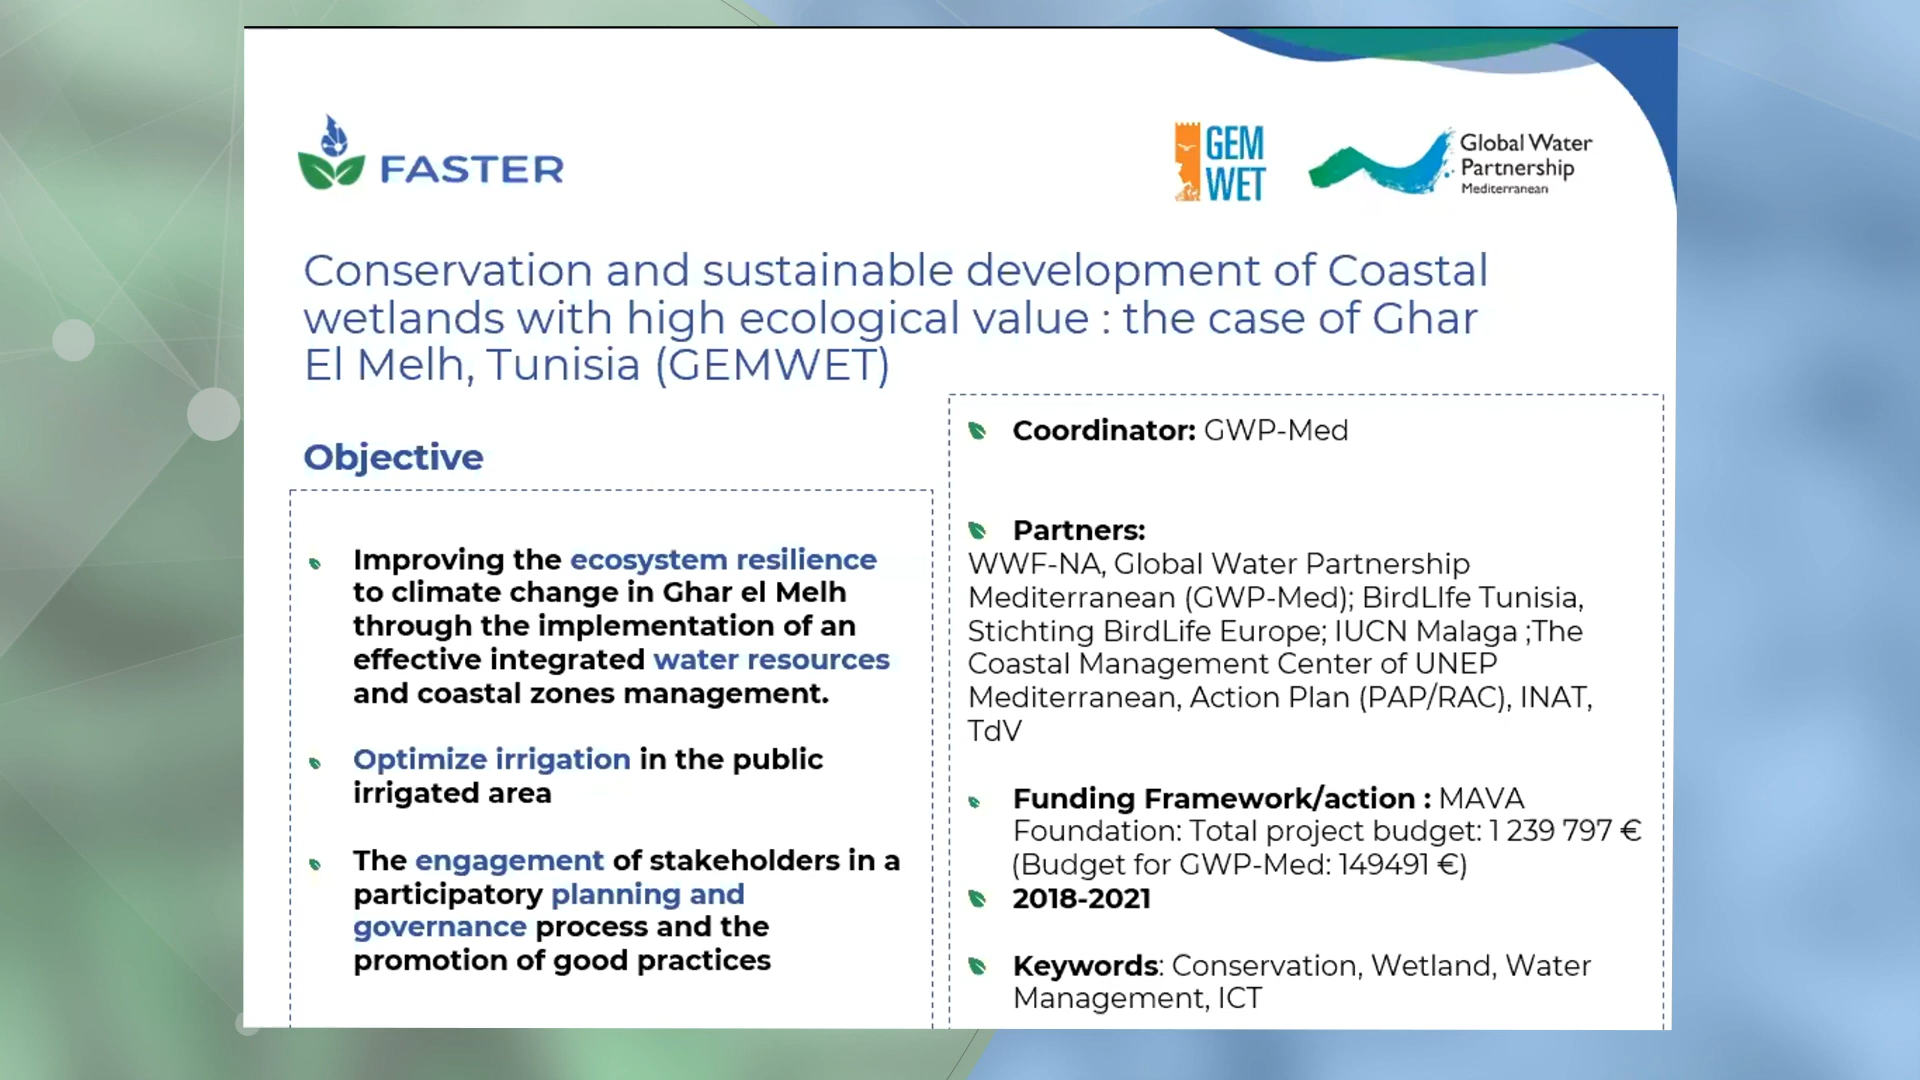 FASTER
GEM
WET
Global Water
Partnership
Mediterranean
Conservation and sustainable development of Coastal
wetlands with high ecological value : the case of Ghar
El Melh, Tunisia (GEMWET)
Objective
Improving the ecosystem resilience
to climate change in Ghar el Melh
through the implementation of an
effective integrated water resources
and coastal zones management.
Optimize irrigation in the public
irrigated area
The engagement of stakeholders in a
participatory planning and
governance process and the
promotion of good practices
Coordinator: GWP-Med
Partners:
WWF-NA, Global Water Partnership
Mediterranean (GWP-Med); BirdLIfe Tunisia,
Stichting BirdLife Europe; IUCN Malaga ;The
Coastal Management Center of UNEP
Mediterranean, Action Plan (PAP/RAC), INAT,
TdV
Funding Framework/action : MAVA
Foundation: Total project budget: 1 239 797 €
(Budget for GWP-Med: 149491 €)
2018-2021
Keywords: Conservation, Wetland, Water
Management, ICT